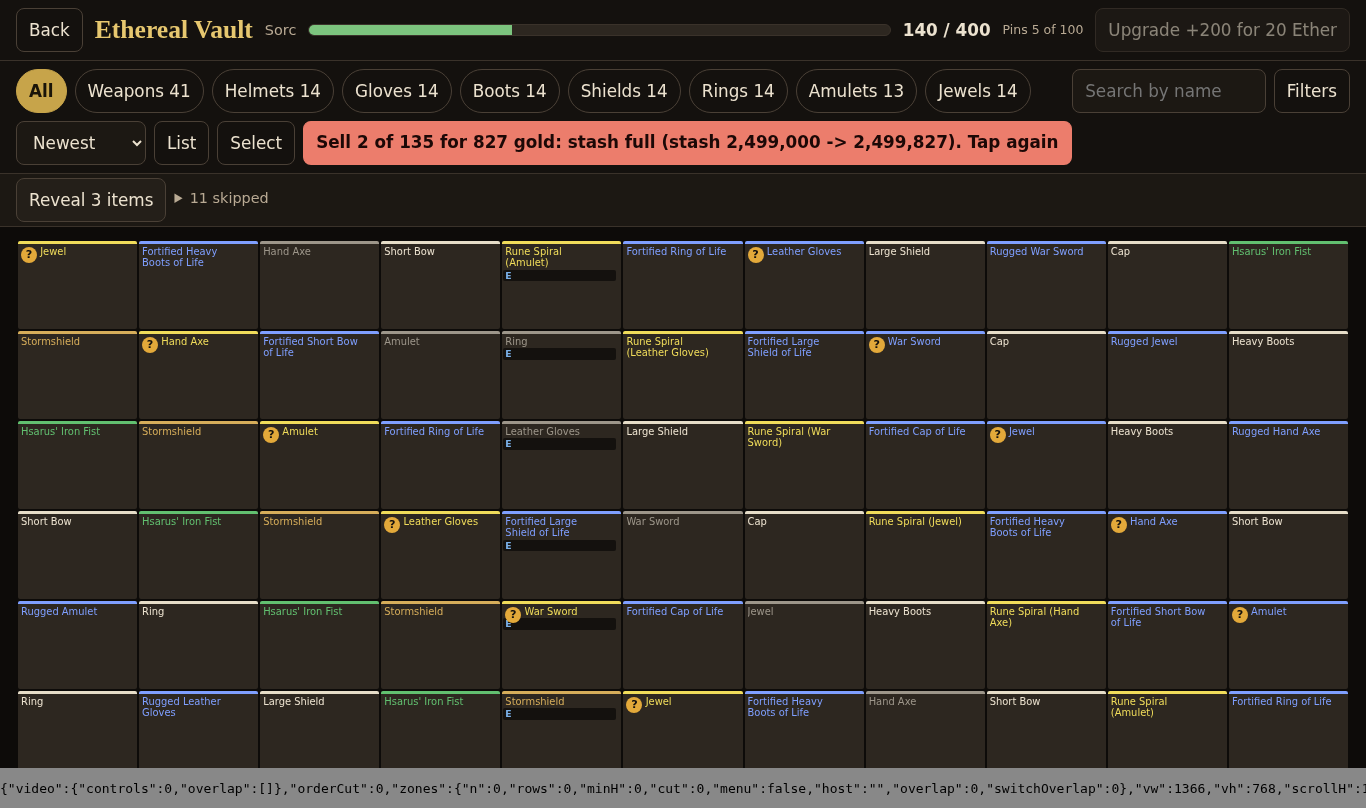 Back Ethereal Vault Sorc 140 / 400 Pins 5 of 100 Upgrade +200 for 20 Ether
All Weapons 41 Helmets 14 Gloves 14 Boots 14 Shields 14 Rings 14 Amulets 13 Jewels 14 Search by name Filters
Newest List Select Sell 2 of 135 for 827 gold: stash full (stash 2,499,000 -> 2,499,827). Tap again
Reveal 3 items ▶ 11 skipped
? Jewel
Fortified Heavy
Boots of Life
Hand Axe
Short Bow
Rune Spiral
(Amulet)
E
Fortified Ring of Life
? Leather Gloves
Large Shield
Rugged War Sword
Cap
Hsarus' Iron Fist
Stormshield
? Hand Axe
Fortified Short Bow
of Life
Amulet
Ring
E
Rune Spiral
(Leather Gloves)
Fortified Large
Shield of Life
? War Sword
Cap
Rugged Jewel
Heavy Boots
Hsarus' Iron Fist
Stormshield
? Amulet
Fortified Ring of Life
Leather Gloves
E
Large Shield
Rune Spiral (War
Sword)
Fortified Cap of Life
? Jewel
Heavy Boots
Rugged Hand Axe
Short Bow
Hsarus' Iron Fist
Stormshield
? Leather Gloves
Fortified Large
Shield of Life
E
War Sword
Cap
Rune Spiral (Jewel)
Fortified Heavy
Boots of Life
? Hand Axe
Short Bow
Rugged Amulet
Ring
Hsarus' Iron Fist
Stormshield
? War Sword
E
Fortified Cap of Life
Jewel
Heavy Boots
Rune Spiral (Hand
Axe)
Fortified Short Bow
of Life
? Amulet
Ring
Rugged Leather
Gloves
Large Shield
Hsarus' Iron Fist
Stormshield
E
? Jewel
Fortified Heavy
Boots of Life
Hand Axe
Short Bow
Rune Spiral
(Amulet)
Fortified Ring of Life
{"video":{"controls":0,"overlap":[]},"orderCut":0,"zones":{"n":0,"rows":0,"minH":0,"cut":0,"menu":false,"host":"","overlap":0,"switchOverlap":0},"vw":1366,"vh":768,"scrollH":